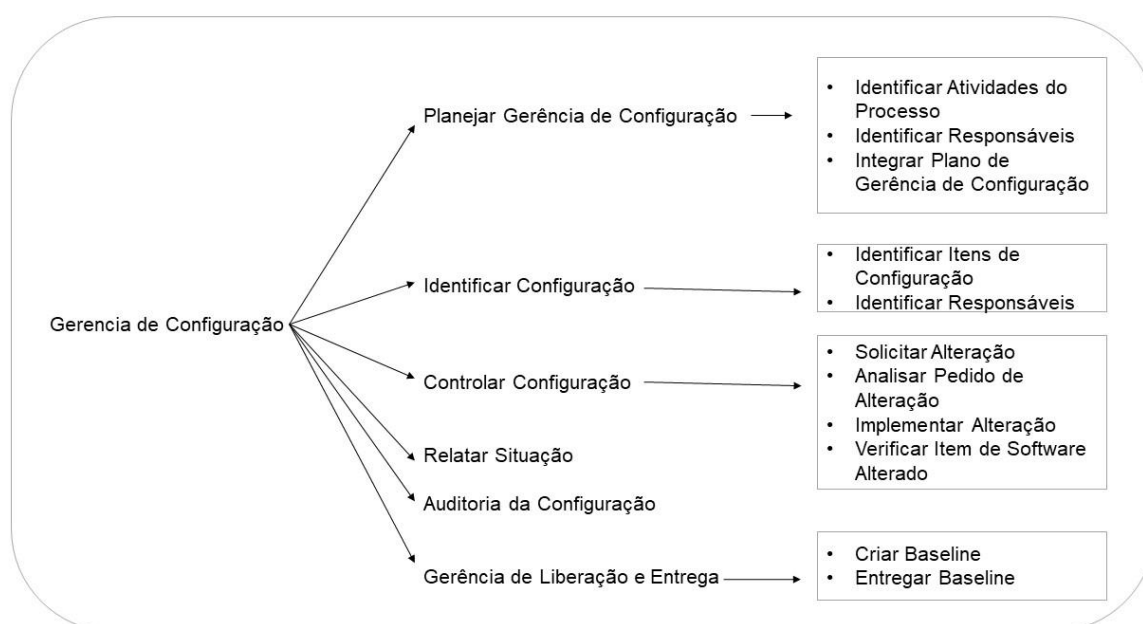 Gerencia de Configuração
Planejar Gerência de Configuração
• Identificar Atividades do
Processo
• Identificar Responsáveis
• Integrar Plano de
Gerência de Configuração
Identificar Configuração
• Identificar Itens de
Configuração
• Identificar Responsáveis
Controlar Configuração
• Solicitar Alteração
• Analisar Pedido de
Alteração
• Implementar Alteração
• Verificar Item de Software
Alterado
Relatar Situação
Auditoria da Configuração
Gerência de Liberação e Entrega
• Criar Baseline
• Entregar Baseline